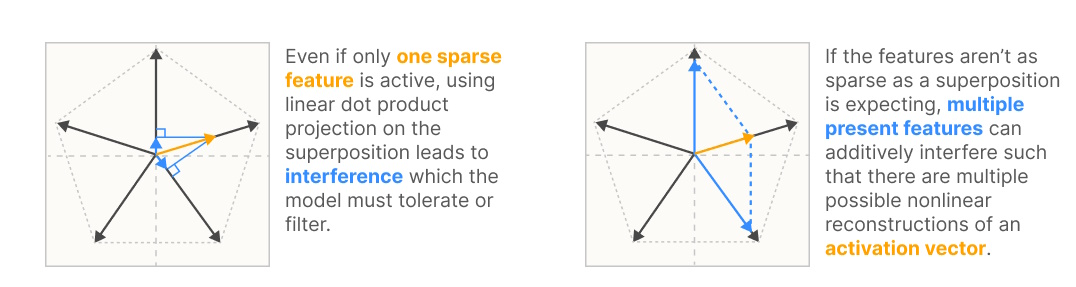 Even if only one sparse
feature is active, using
linear dot product
projection on the
superposition leads to
interference which the
model must tolerate or
filter.
If the features aren’t as
sparse as a superposition
is expecting, multiple
present features can
additively interfere such
that there are multiple
possible nonlinear
reconstructions of an
activation vector.